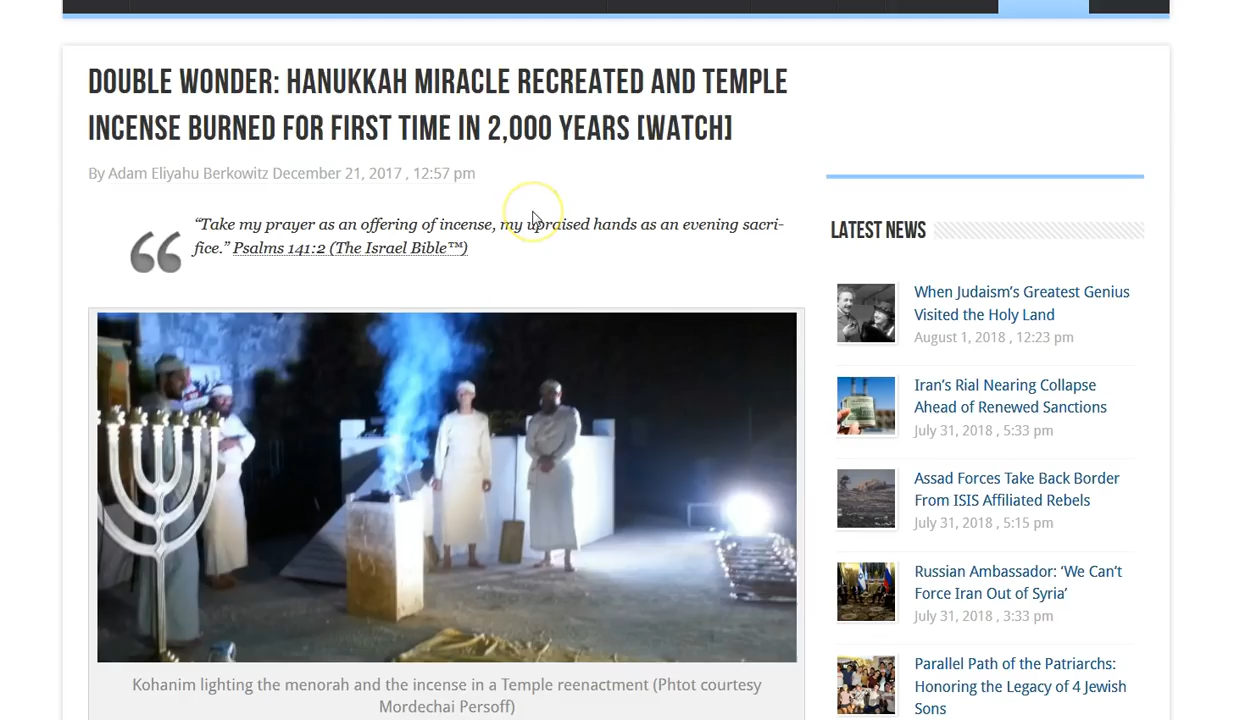 DOUBLE WONDER: HANUKKAH MIRACLE RECREATED AND TEMPLE
INCENSE BURNED FOR FIRST TIME IN 2,000 YEARS [WATCH]
By Adam Eliyahu Berkowitz December 21, 2017 , 12:57 pm
“Take my prayer as an offering of incense, my upraised hands as an evening sacri-
fice.” Psalms 141:2 (The Israel Bible™)
Kohanim lighting the menorah and the incense in a Temple reenactment (Phtot courtesy
Mordechai Persoff)
LATEST NEWS
When Judaism’s Greatest Genius
Visited the Holy Land
August 1, 2018 , 12:23 pm
Iran’s Rial Nearing Collapse
Ahead of Renewed Sanctions
July 31, 2018 , 5:33 pm
Assad Forces Take Back Border
From ISIS Affiliated Rebels
July 31, 2018 , 5:15 pm
Russian Ambassador: ‘We Can’t
Force Iran Out of Syria’
July 31, 2018 , 3:33 pm
Parallel Path of the Patriarchs:
Honoring the Legacy of 4 Jewish
Sons